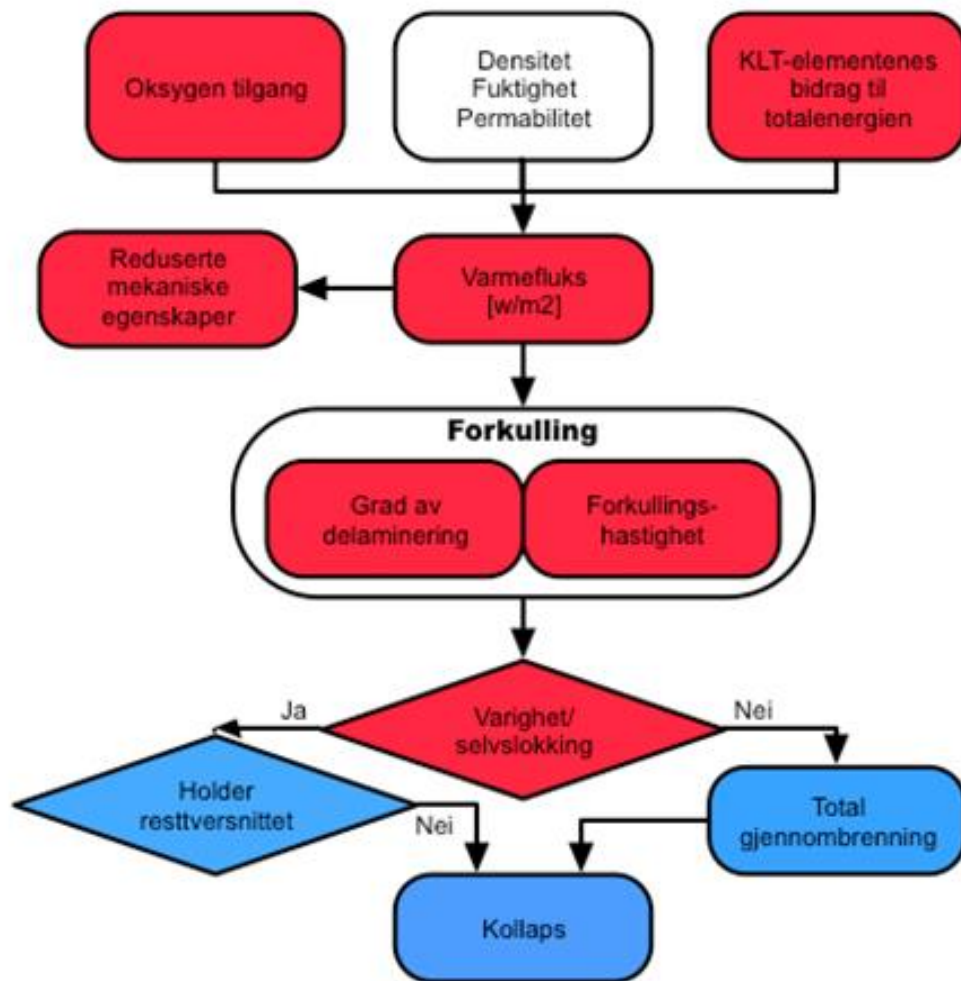 Oksygen tilgang
Densitet
Fuktighet
Permabilitet
KLT-elementenes
bidrag til
totalenergien
Reduserte
mekaniske
egenskaper
Varmefluks
[w/m2]
Forkulling
Grad av
delaminering
Forkullings-
hastighet
Varighet/
selvslokking
Ja
Nei
Holder
resttversnittet
Nei
Total
gjennombrenning
Kollaps